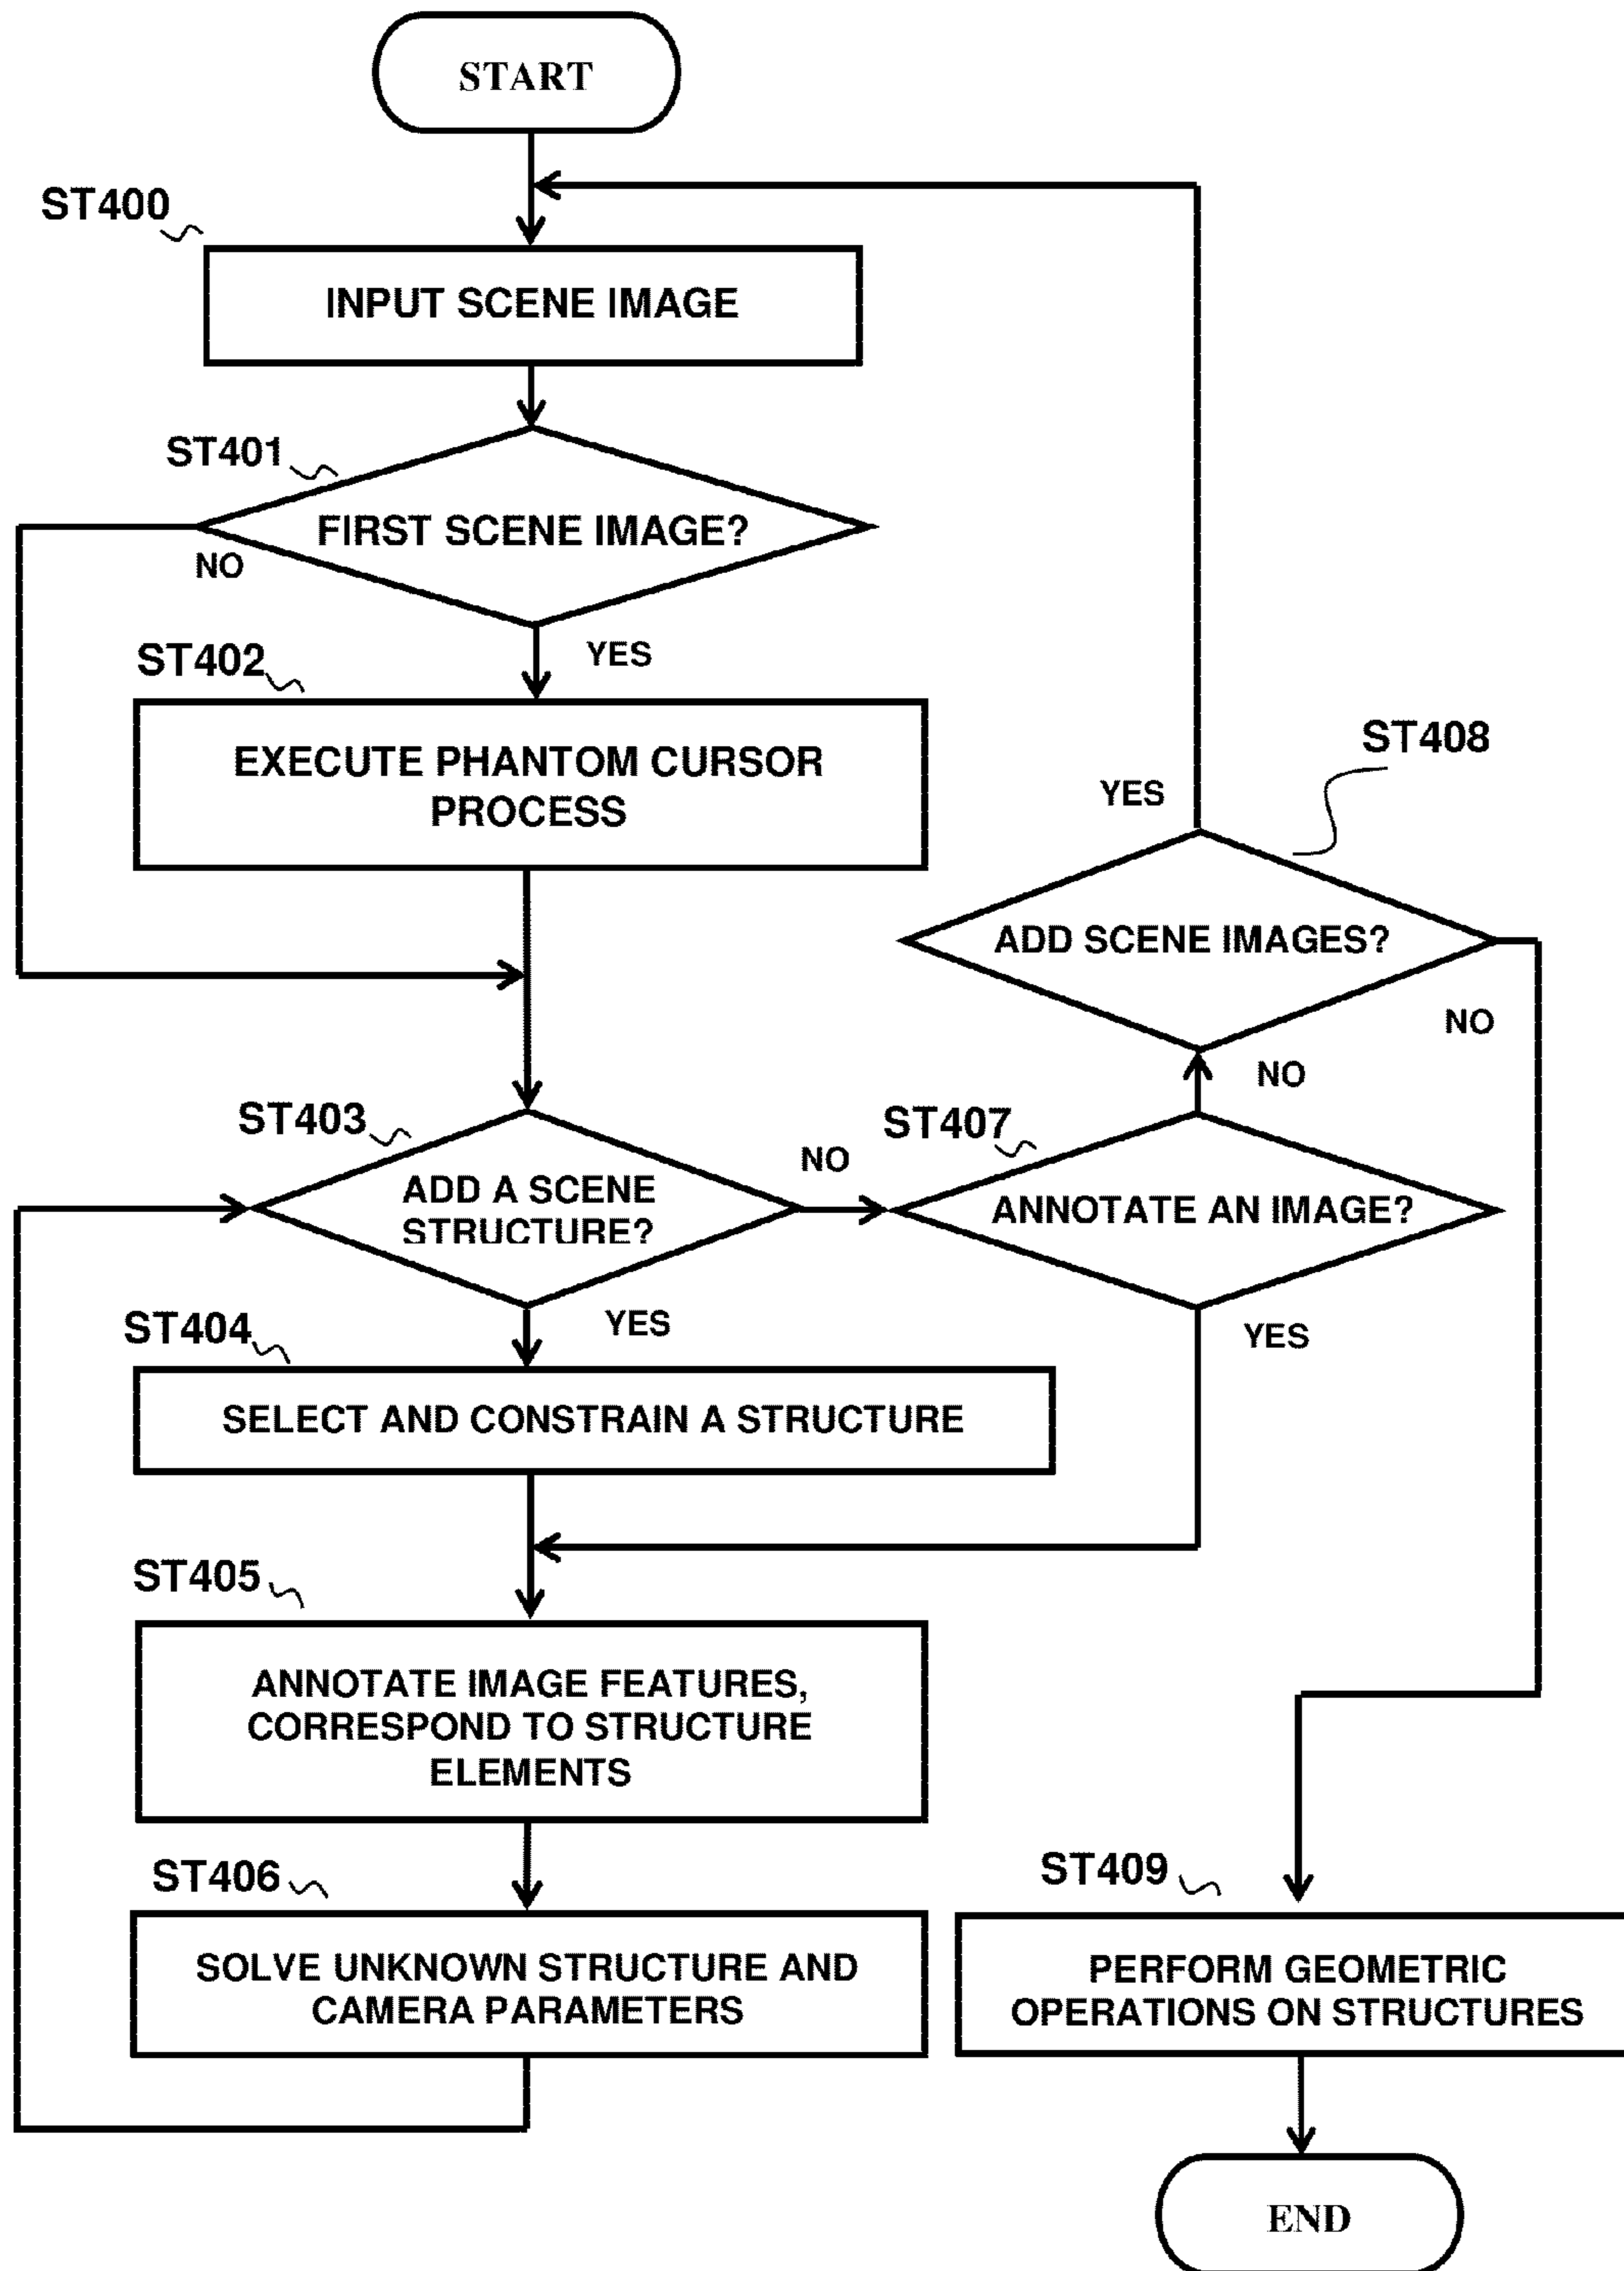 START
ST400
INPUT SCENE IMAGE
ST401
FIRST SCENE IMAGE?
NO
YES
ST402
EXECUTE PHANTOM CURSOR
PROCESS
ST408
YES
ADD SCENE IMAGES?
NO
NO
ST403
ST407
NO
ADD A SCENE
STRUCTURE?
ANNOTATE AN IMAGE?
YES
YES
ST404
SELECT AND CONSTRAIN A STRUCTURE
ST405
ANNOTATE IMAGE FEATURES,
CORRESPOND TO STRUCTURE
ELEMENTS
ST406
SOLVE UNKNOWN STRUCTURE AND
CAMERA PARAMETERS
ST409
PERFORM GEOMETRIC
OPERATIONS ON STRUCTURES
END